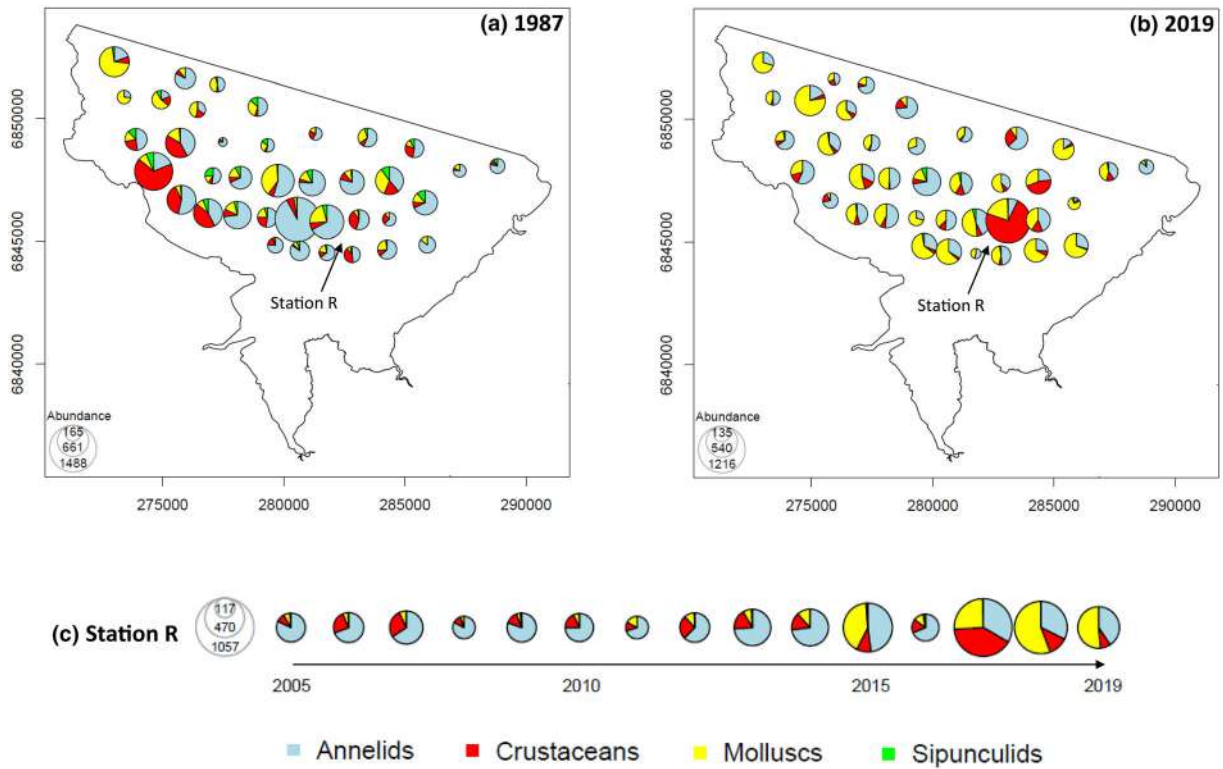 (a) 1987
6850000
6845000
6840000
Station R
Abundance
165
661
1488
275000 280000 285000 290000
(b) 2019
6850000
6845000
6840000
Station R
Abundance
135
540
1216
275000 280000 285000 290000
(c) Station R
117
470
1057
2005 2010 2015 2019
Annelids Crustaceans Molluscs Sipunculids